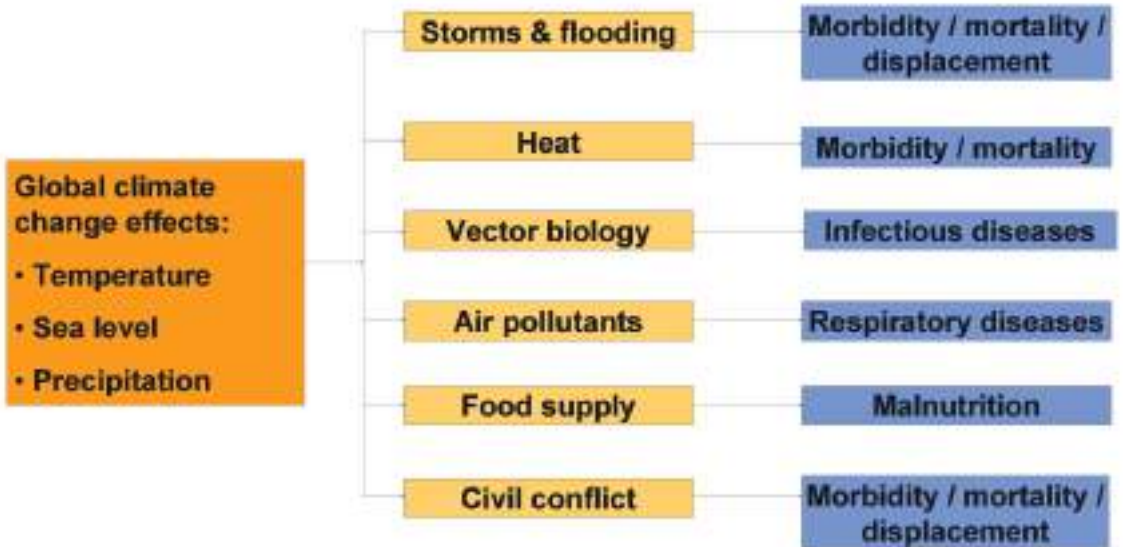 Global climate
change effects:
• Temperature
• Sea level
• Precipitation
Storms & flooding
Morbidity / mortality /
displacement
Heat
Morbidity / mortality
Vector biology
Infectious diseases
Air pollutants
Respiratory diseases
Food supply
Malnutrition
Civil conflict
Morbidity / mortality /
displacement